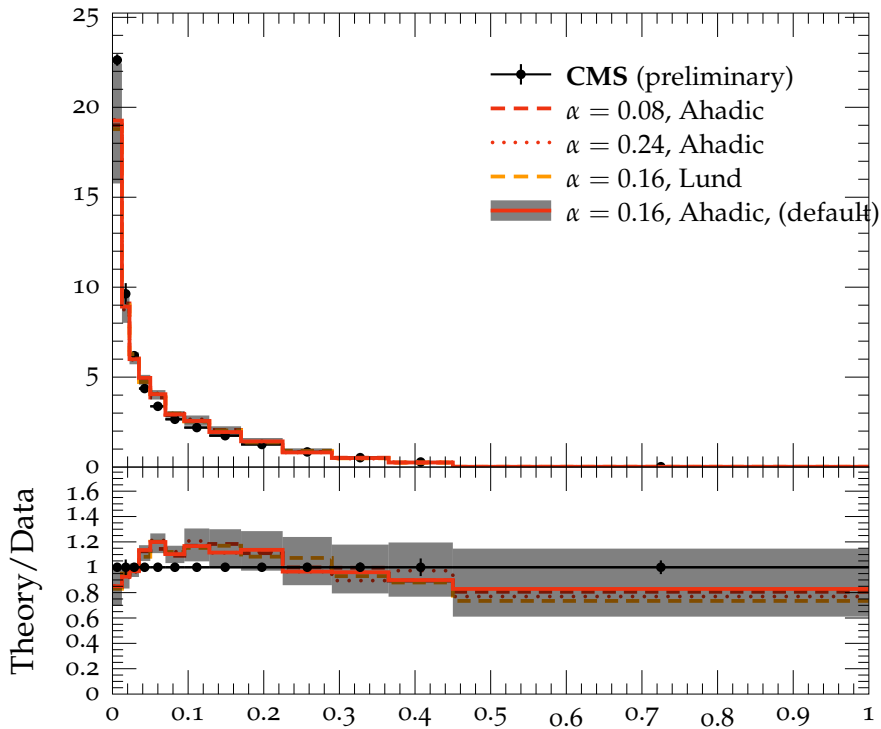 25
20
15
10
5
0
CMS (preliminary)
α = 0.08, Ahadic
α = 0.24, Ahadic
α = 0.16, Lund
α = 0.16, Ahadic, (default)
Theory/Data
1.6
1.4
1.2
1
0.8
0.6
0.4
0.2
0
0 0.1 0.2 0.3 0.4 0.5 0.6 0.7 0.8 0.9 1